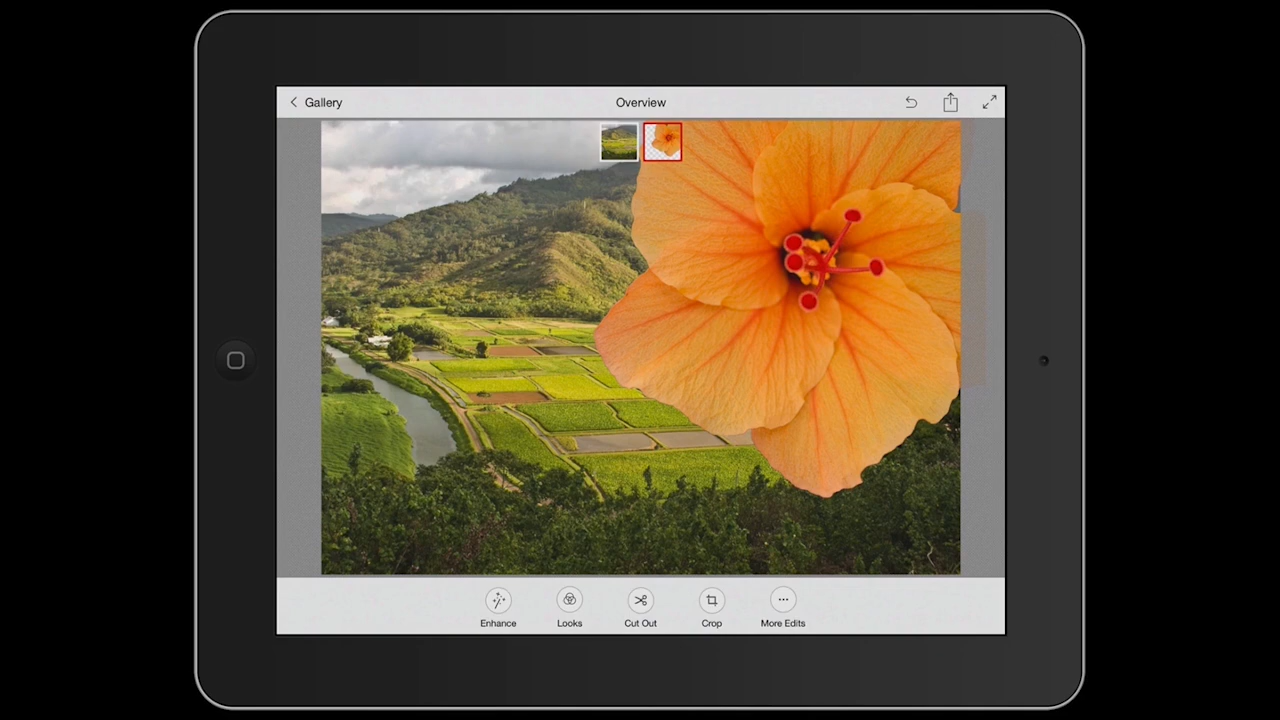 Gallery
Overview
Enhance
Looks
Cut Out
Crop
More Edits